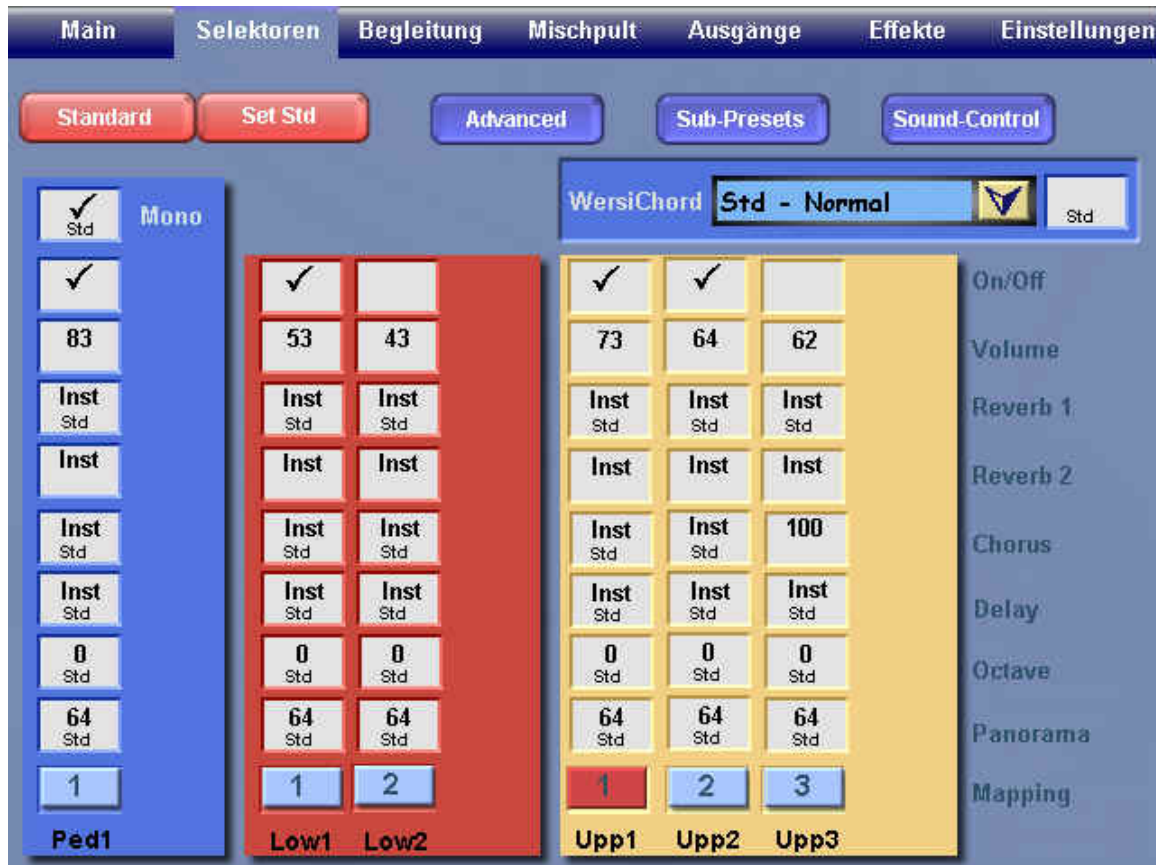 Main Selektoren Begleitung Mischpult Ausgänge Effekte Einstellungen
Standard Set Std Advanced Sub-Presets Sound-Control
WersiChord Std - Normal Std
Std Mono
On/Off
83 53 43 73 64 62 Volume
Inst Inst Inst Inst Inst Inst Reverb 1
Std Std Std Std Std Std
Inst Inst Inst Inst Inst Inst Reverb 2
Inst Inst Inst Inst Inst 100 Chorus
Std Std Std Std Std
Inst Inst Inst Inst Inst Inst Delay
Std Std Std Std Std Std
0 0 0 0 0 0 Octave
Std Std Std Std Std Std
64 64 64 64 64 64 Panorama
Std Std Std Std Std Std
1 1 2 1 2 3 Mapping
Ped1 Low1 Low2 Upp1 Upp2 Upp3